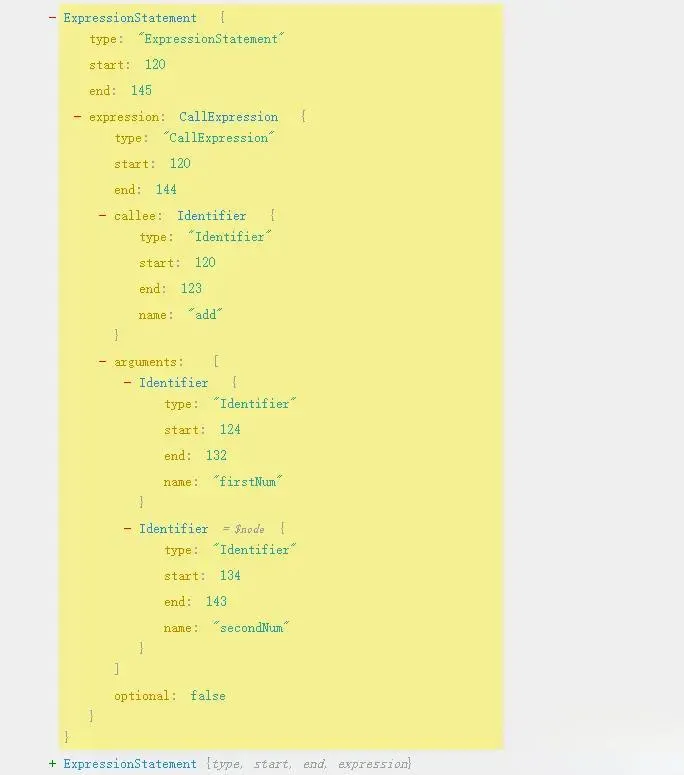 − ExpressionStatement {
type: "ExpressionStatement"
start: 120
end: 145
− expression: CallExpression {
type: "CallExpression"
start: 120
end: 144
− callee: Identifier {
type: "Identifier"
start: 120
end: 123
name: "add"
}
− arguments: [
− Identifier {
type: "Identifier"
start: 124
end: 132
name: "firstNum"
}
− Identifier = $node {
type: "Identifier"
start: 134
end: 143
name: "secondNum"
}
]
optional: false
}
}
+ ExpressionStatement {type, start, end, expression}